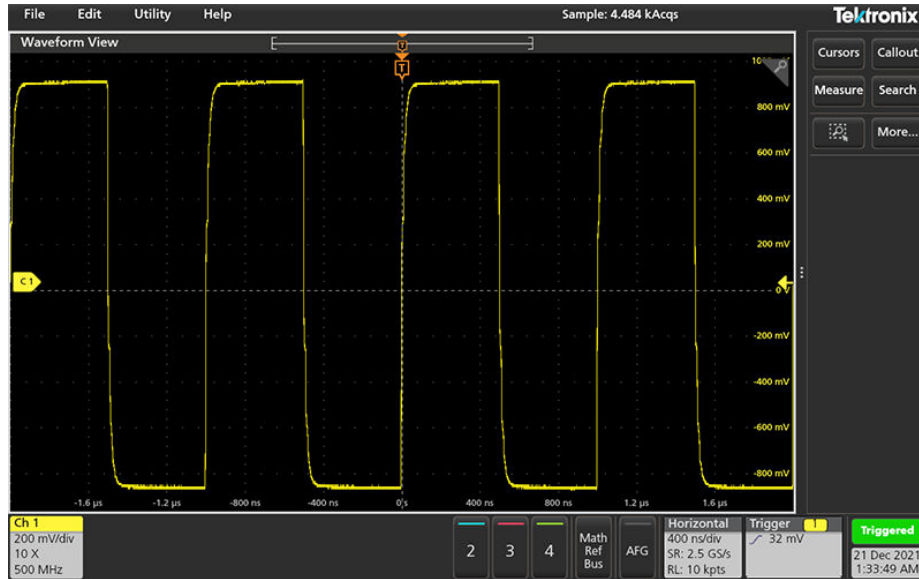 File Edit Utility Help Sample: 4.484 kAcqs Tektronix
Waveform View
Cursors Callout
Measure Search
More...
T
T
800 mV
600 mV
400 mV
200 mV
0 V
-200 mV
-400 mV
-600 mV
-800 mV
C 1
-1.6 µs -1.2 µs -800 ns -400 ns 0 s 400 ns 800 ns 1.2 µs 1.6 µs
Ch 1
200 mV/div
10 X
500 MHz
2 3 4
Math
Ref
Bus
AFG
Horizontal
400 ns/div
SR: 2.5 GS/s
RL: 10 kpts
Trigger 1
32 mV
Triggered
21 Dec 2021
1:33:49 AM